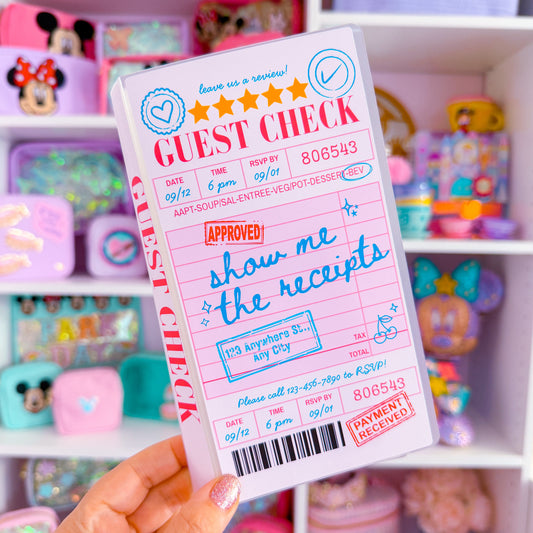 leave us a review!
GUEST CHECK
DATE TIME RSVP BY 806543
09/12 6 pm 09/01
AAPT-SOUP/SAL-ENTREE-VEG/POT-DESSERT-BEV
APPROVED
show me
the receipts
123 Anywhere St.,
Any City
TAX
TOTAL
Please call 123-456-7890 to RSVP!
DATE TIME RSVP BY 806543
09/12 6 pm 09/01
PAYMENT
RECEIVED
GUEST CHECK